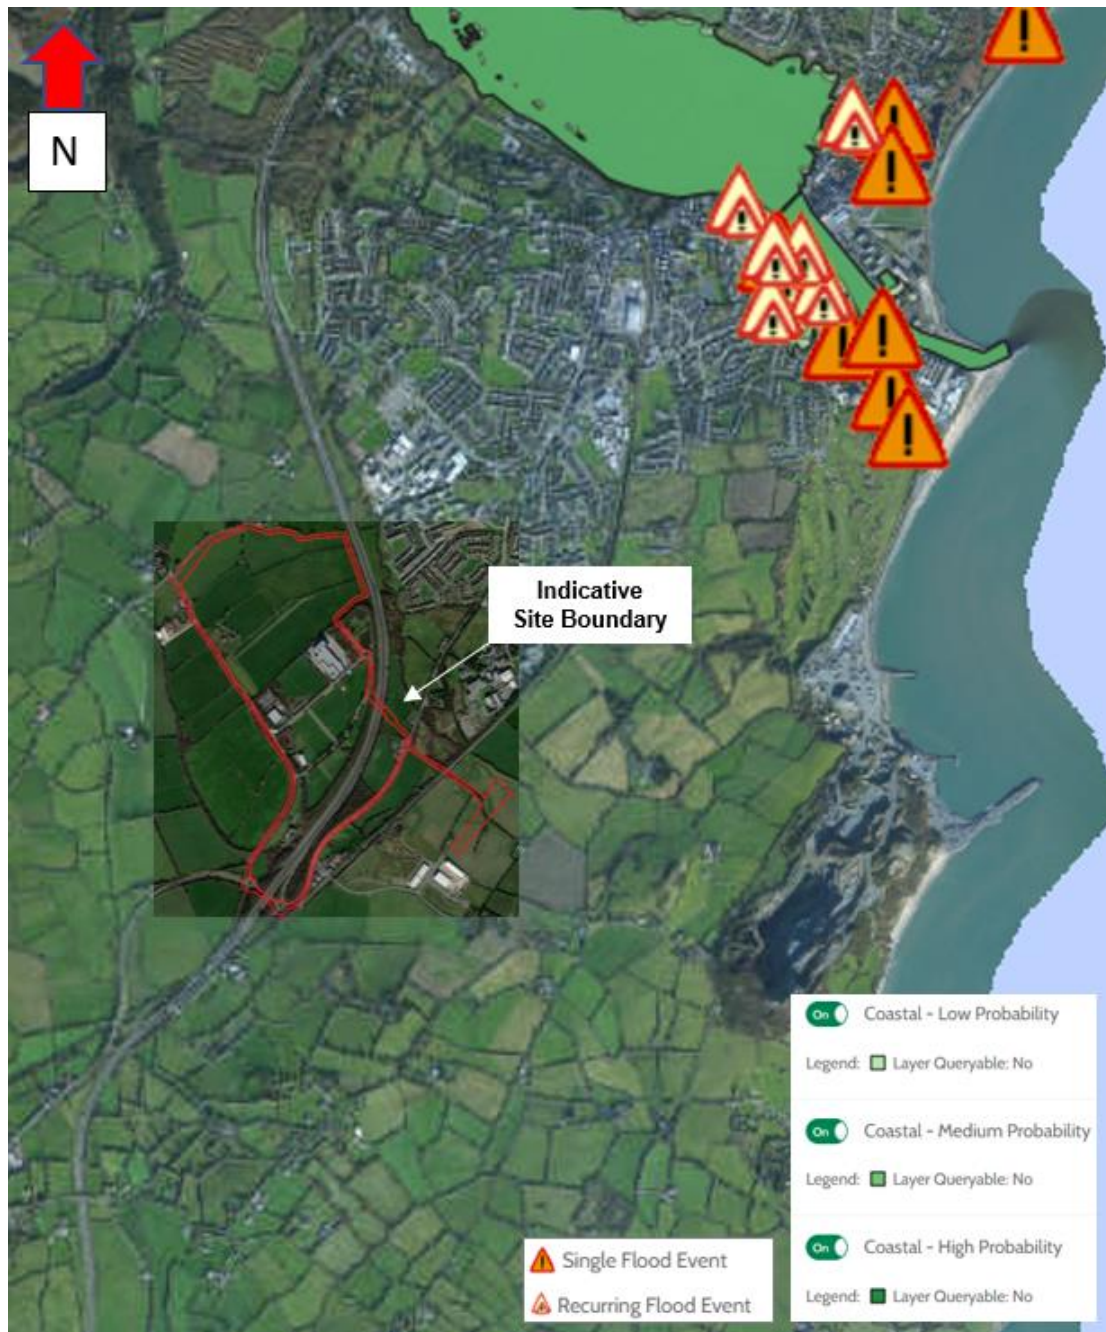 N
Indicative
Site Boundary
On Coastal - Low Probability
Legend: Layer Queryable: No
On Coastal - Medium Probability
Legend: Layer Queryable: No
On Coastal - High Probability
Legend: Layer Queryable: No
Single Flood Event
Recurring Flood Event